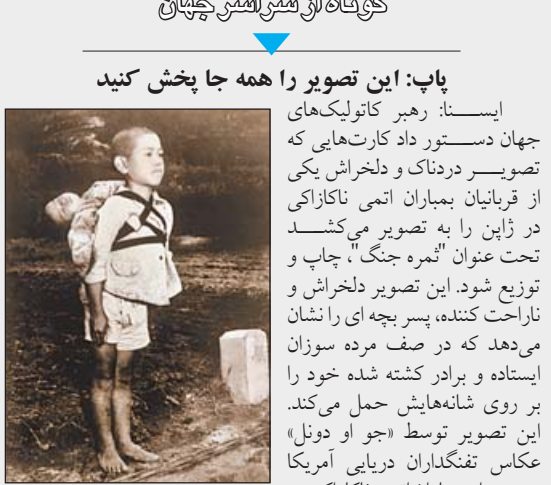 کوتاه از سراسر جهان
پاپ: این تصویر را همه جا پخش کنید
ایسنا: رهبر کاتولیک‌های
جهان دستور داد کارت‌هایی که
تصویر دردناک و دلخراش یکی
از قربانیان بمباران اتمی ناکازاکی
در ژاپن را به تصویر می‌کشد
تحت عنوان "ثمره جنگ"، چاپ و
توزیع شود. این تصویر دلخراش و
ناراحت کننده، پسر بچه ای را نشان
می‌دهد که در صف مرده سوزان
ایستاده و برادر کشته شده خود را
بر روی شانه‌هایش حمل می‌کند.
این تصویر توسط «جو او دونل»
عکاس تفنگداران دریایی آمریکا